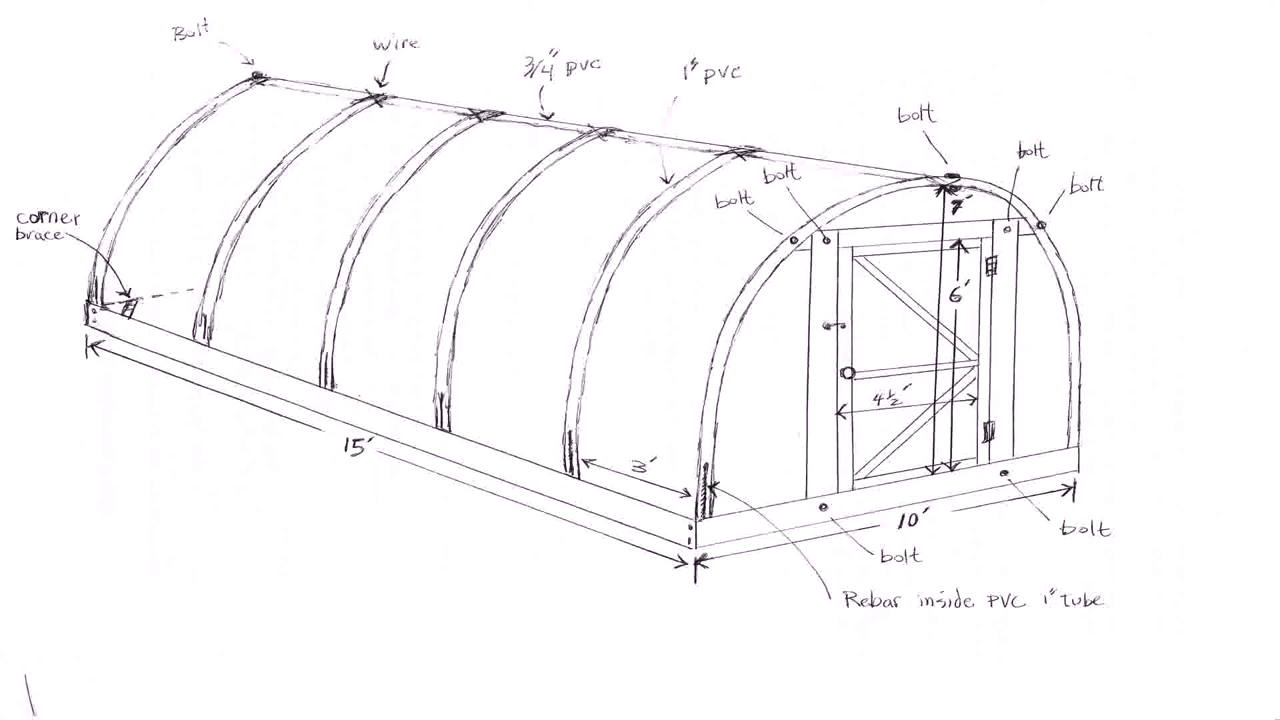 Bolt
wire
3/4" PVC
1" PVC
bolt
bolt
bolt
bolt
bolt
corner
brace
7'
6'
4½'
15'
3'
10'
bolt
bolt
Rebar inside PVC 1" tube